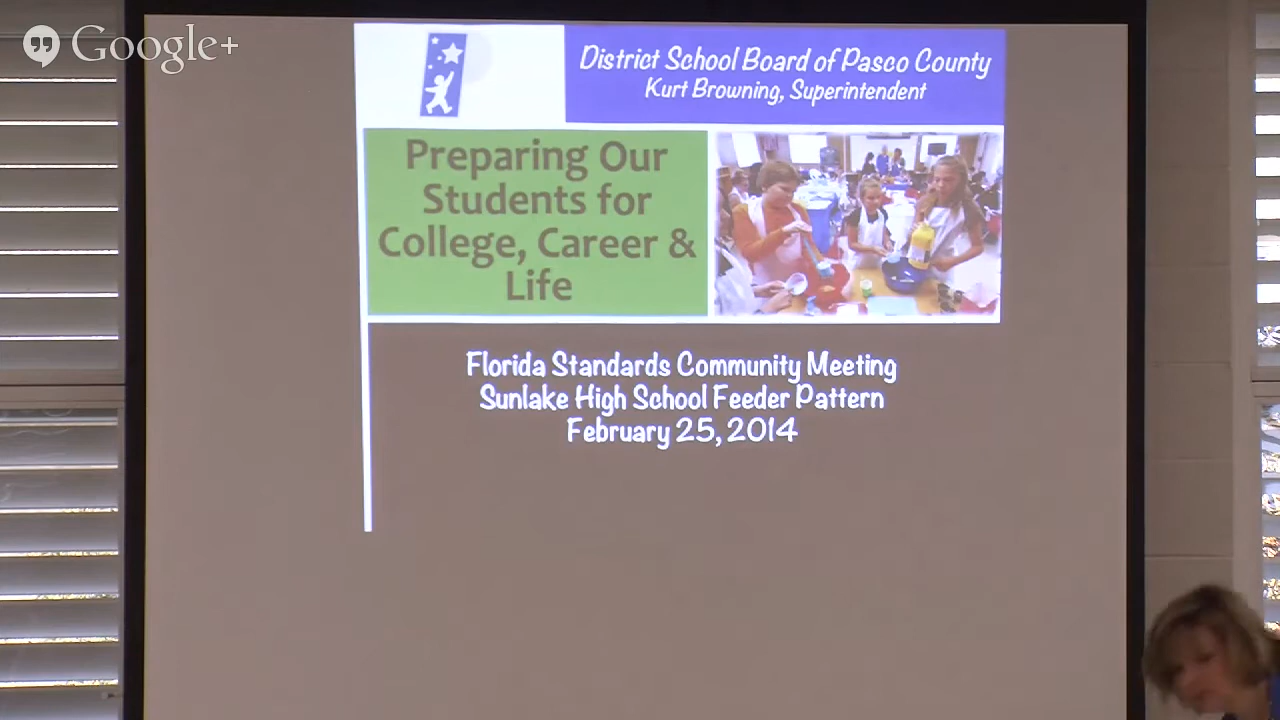 Google+
District School Board of Pasco County
Kurt Browning, Superintendent
Preparing Our
Students for
College, Career &
Life
Florida Standards Community Meeting
Sunlake High School Feeder Pattern
February 25, 2014